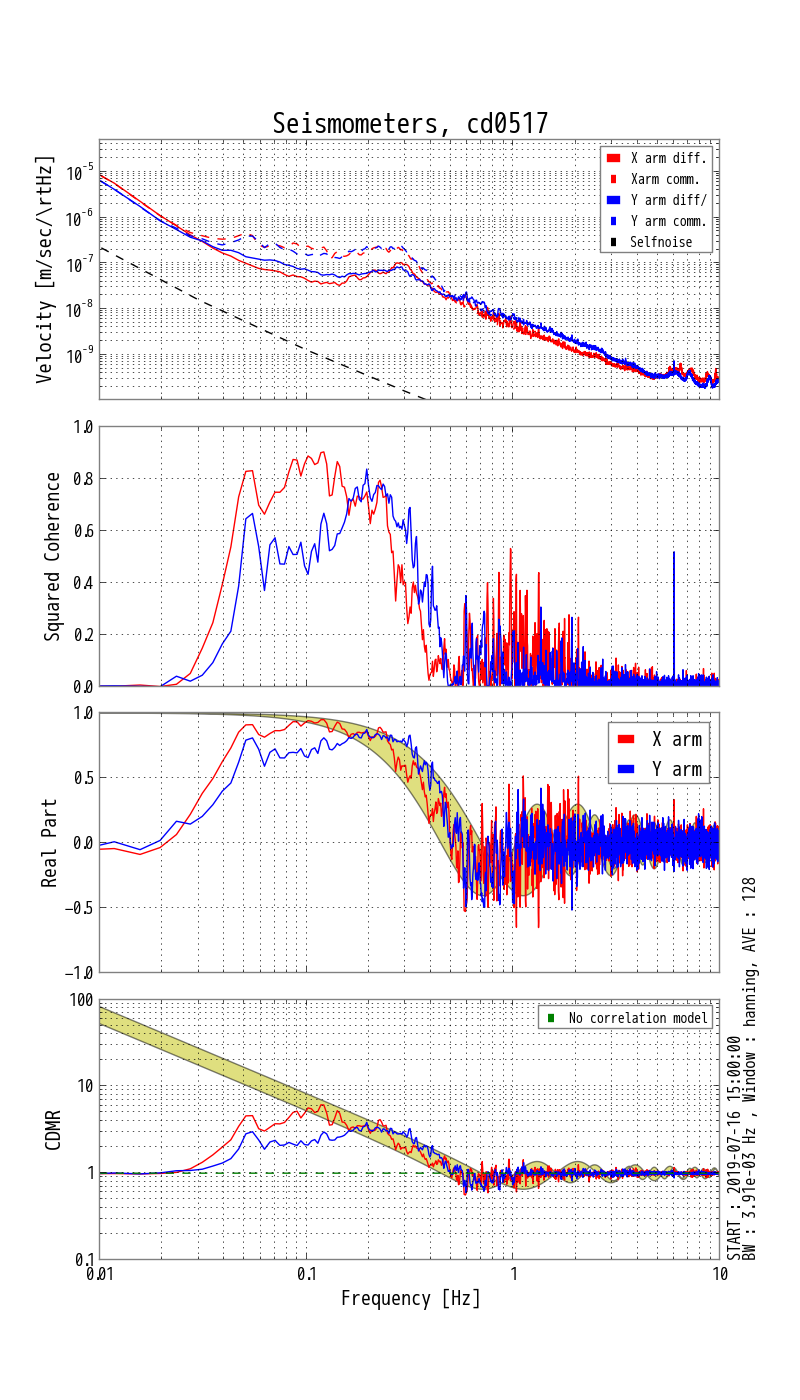 Seismometers, cd0517
Velocity [m/sec/\rtHz]
10^-5
10^-6
10^-7
10^-8
10^-9
X arm diff.
Xarm comm.
Y arm diff/
Y arm comm.
Selfnoise
Squared Coherence
1.0
0.8
0.6
0.4
0.2
0.0
Real Part
1.0
0.5
0.0
−0.5
−1.0
X arm
Y arm
CDMR
100
10
1
0.1
No correlation model
0.01
0.1
1
10
Frequency [Hz]
START : 2019-07-16 15:00:00
BW : 3.91e-03 Hz , Window : hanning, AVE : 128